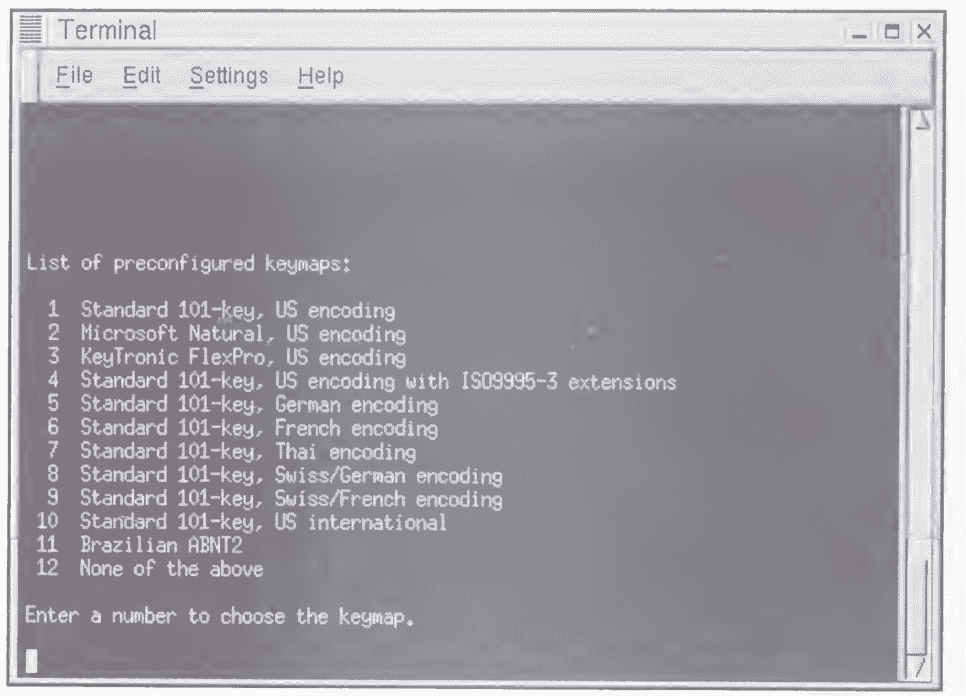 Terminal
File Edit Settings Help
List of preconfigured keymaps:
1 Standard 101-key, US encoding
2 Microsoft Natural, US encoding
3 KeyTronic FlexPro, US encoding
4 Standard 101-key, US encoding with ISO9995-3 extensions
5 Standard 101-key, German encoding
6 Standard 101-key, French encoding
7 Standard 101-key, Thai encoding
8 Standard 101-key, Swiss/German encoding
9 Standard 101-key, Swiss/French encoding
10 Standard 101-key, US international
11 Brazilian ABNT2
12 None of the above
Enter a number to choose the keymap.